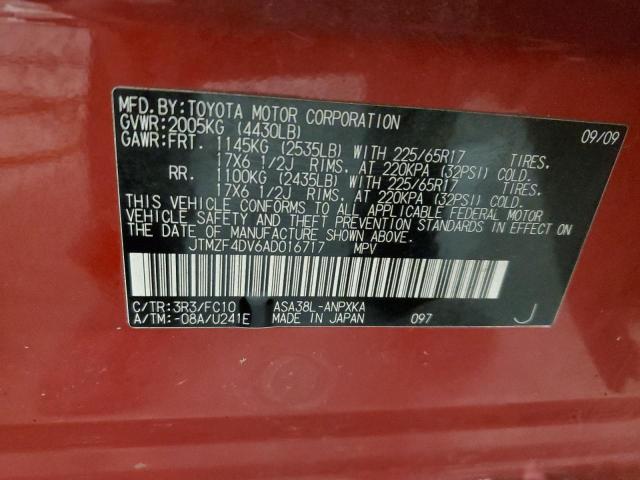 MFD.BY:TOYOTA MOTOR CORPORATION 09/09
GVWR:2005KG (4430LB)
GAWR:FRT. 1145KG (2535LB) WITH 225/65R17 TIRES.
17X6 1/2J RIMS. AT 220KPA (32PSI) COLD.
RR. 1100KG (2435LB) WITH 225/65R17 TIRES.
17X6 1/2J RIMS. AT 220KPA (32PSI) COLD.
THIS VEHICLE CONFORMS TO ALL APPLICABLE FEDERAL MOTOR
VEHICLE SAFETY AND THEFT PREVENTION STANDARDS IN EFFECT ON
THE DATE OF MANUFACTURE SHOWN ABOVE.
JTMZF4DV6AD016717 MPV
C/TR:3R3/FC10 ASA38L-ANPXKA
A/TM:-08A/U241E MADE IN JAPAN 097 J